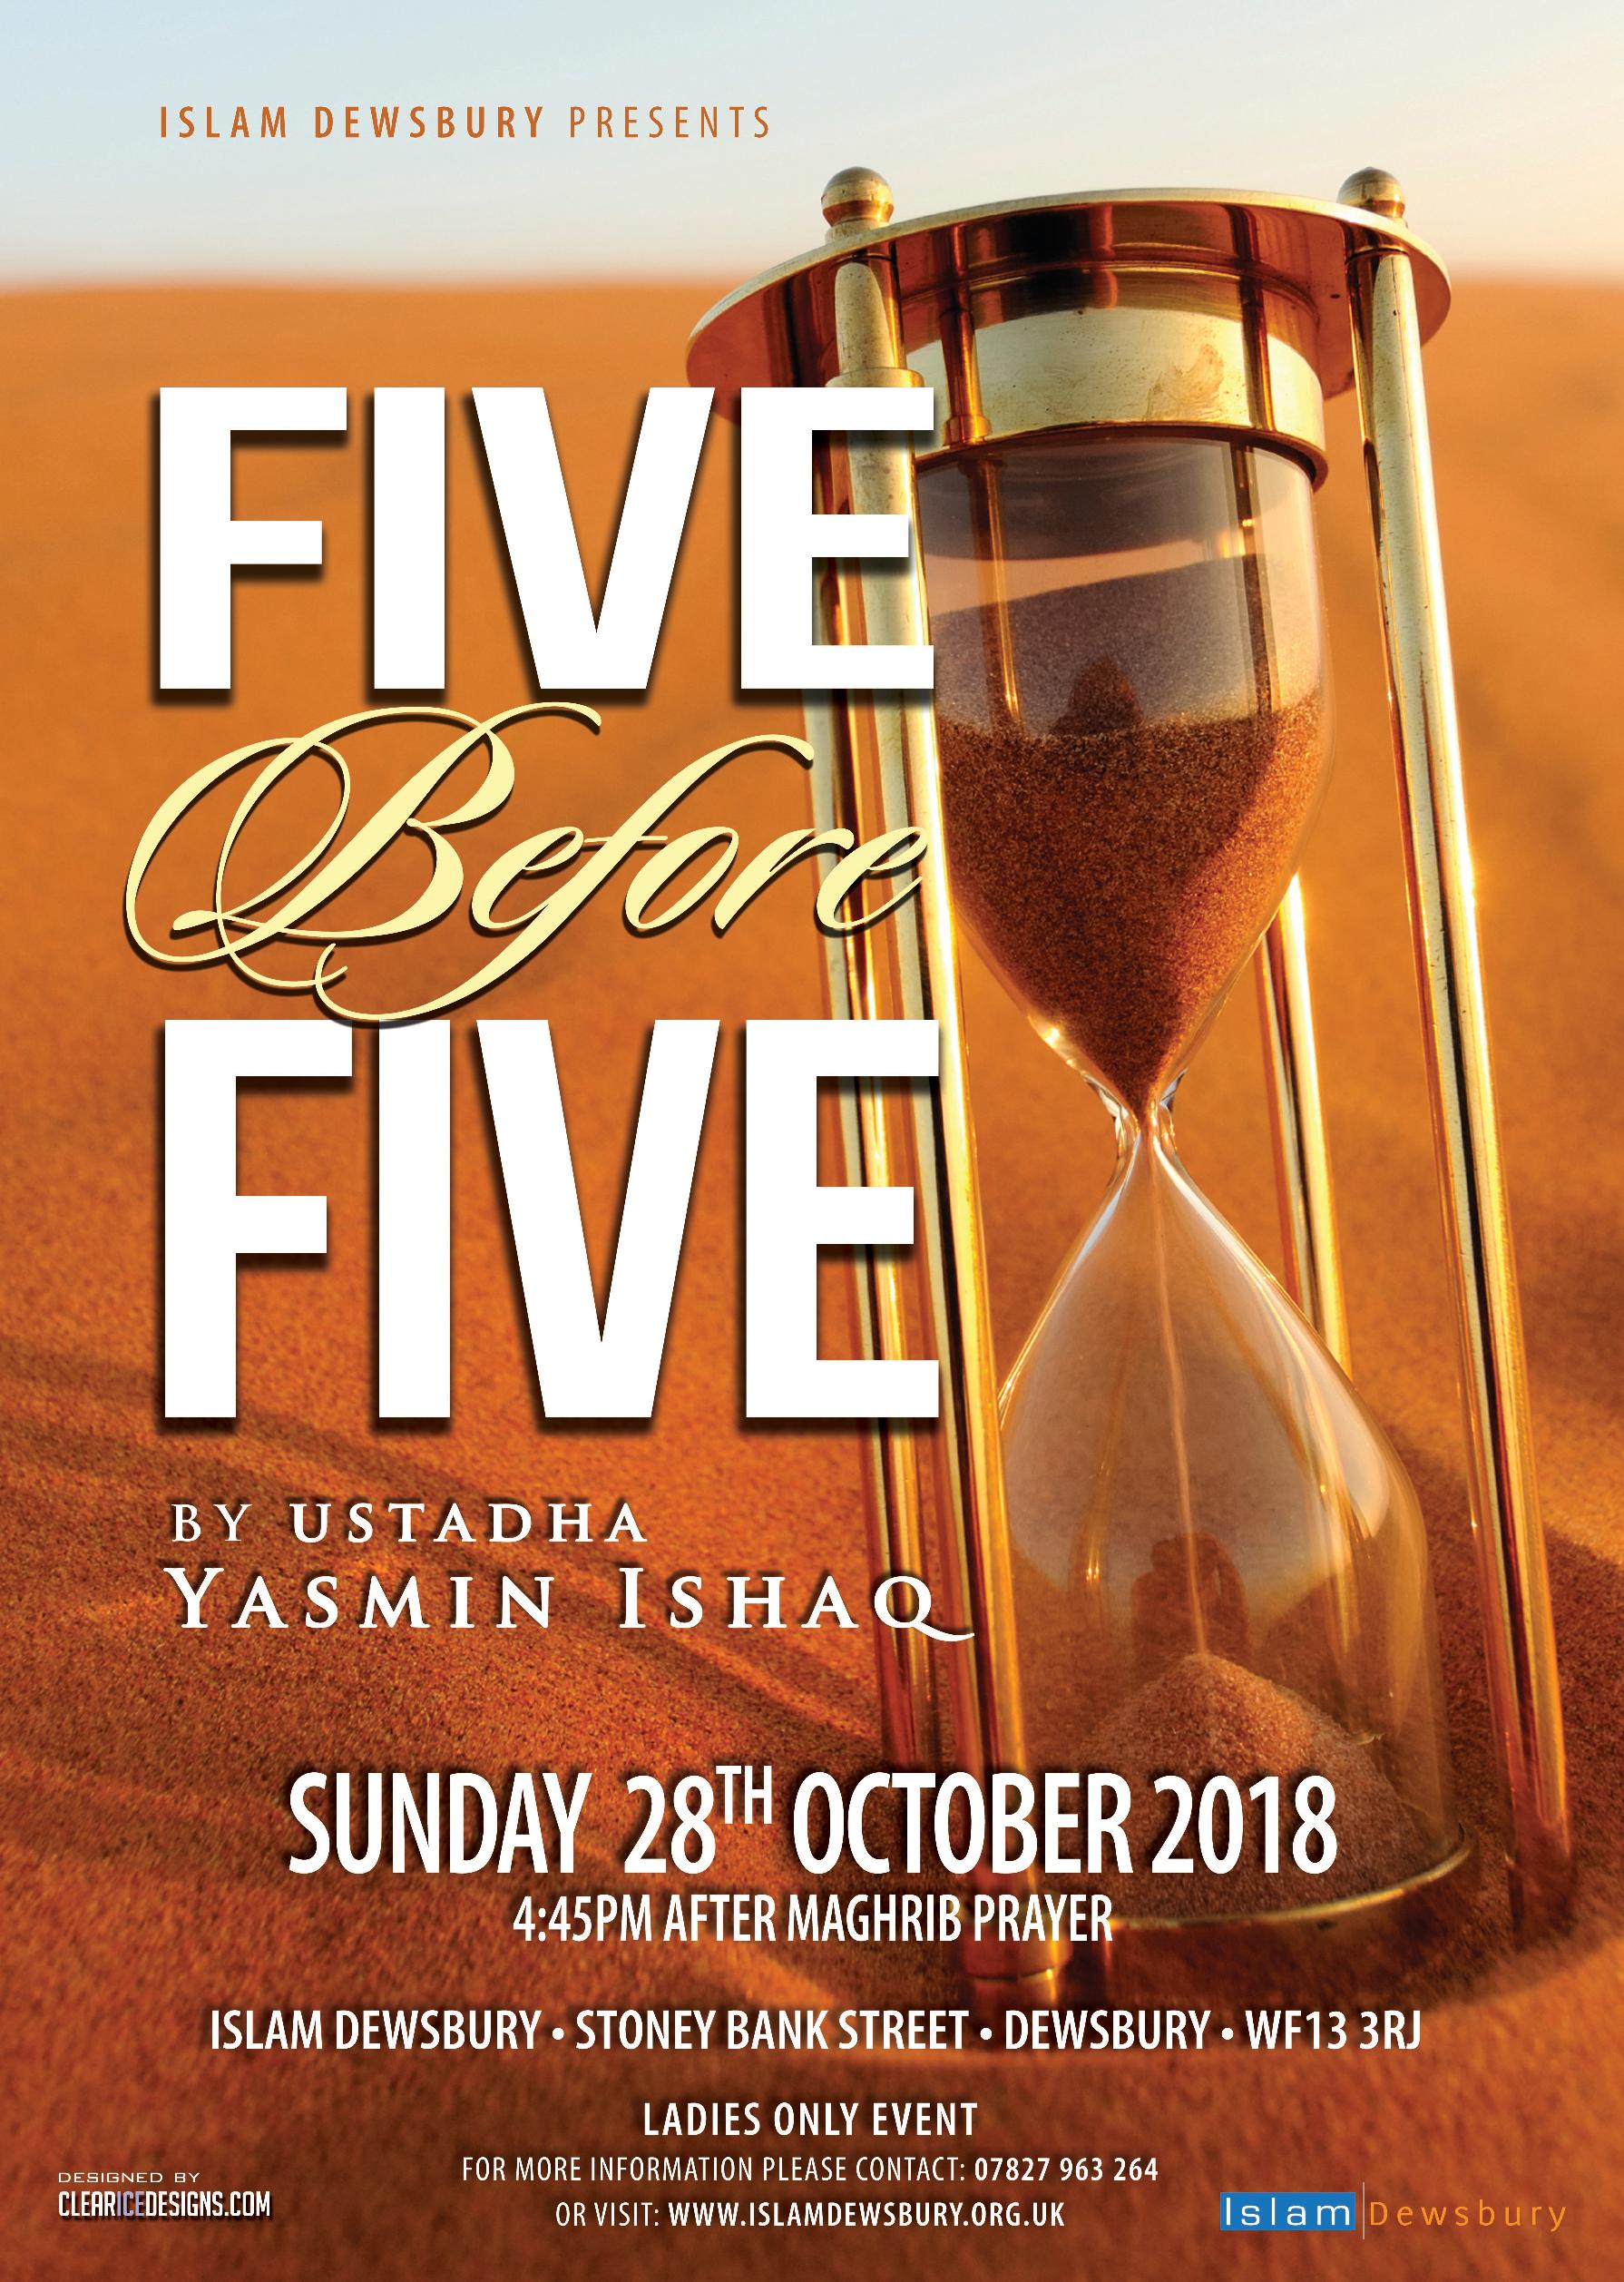 ISLAM DEWSBURY PRESENTS
FIVE
Before
FIVE
BY USTADHA
YASMIN ISHAQ
SUNDAY 28TH OCTOBER 2018
4:45PM AFTER MAGHRIB PRAYER
ISLAM DEWSBURY • STONEY BANK STREET • DEWSBURY • WF13 3RJ
LADIES ONLY EVENT
FOR MORE INFORMATION PLEASE CONTACT: 07827 963 264
OR VISIT: WWW.ISLAMDEWSBURY.ORG.UK
DESIGNED BY
CLEARICEDESIGNS.COM
Islam Dewsbury